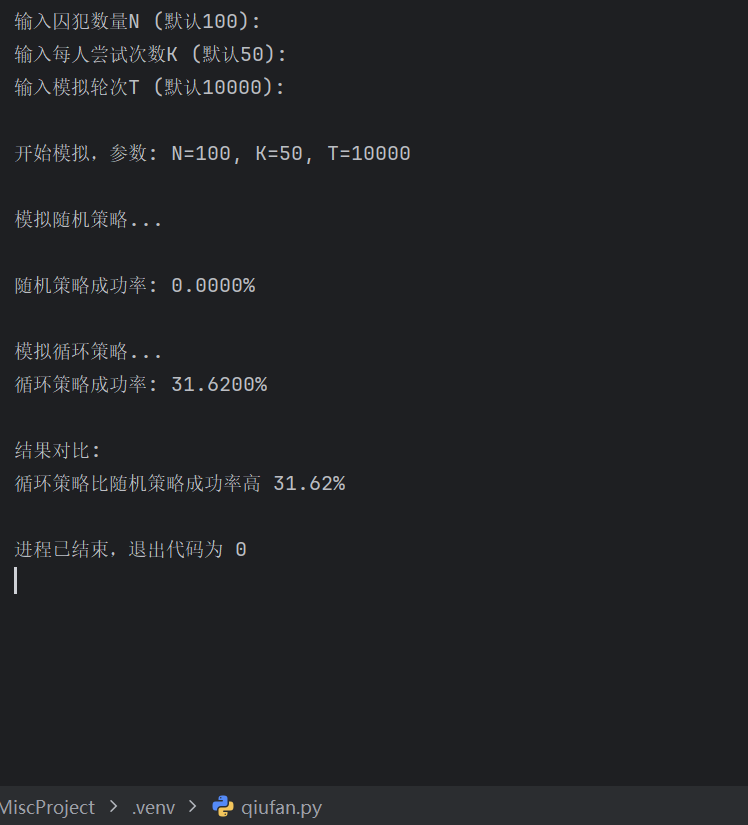 输入囚犯数量N (默认100):
输入每人尝试次数K (默认50):
输入模拟轮次T (默认10000):
开始模拟, 参数: N=100, K=50, T=10000
模拟随机策略...
随机策略成功率: 0.0000%
模拟循环策略...
循环策略成功率: 31.6200%
结果对比:
循环策略比随机策略成功率高 31.62%
进程已结束，退出代码为 0
MiscProject > .venv > qiufan.py